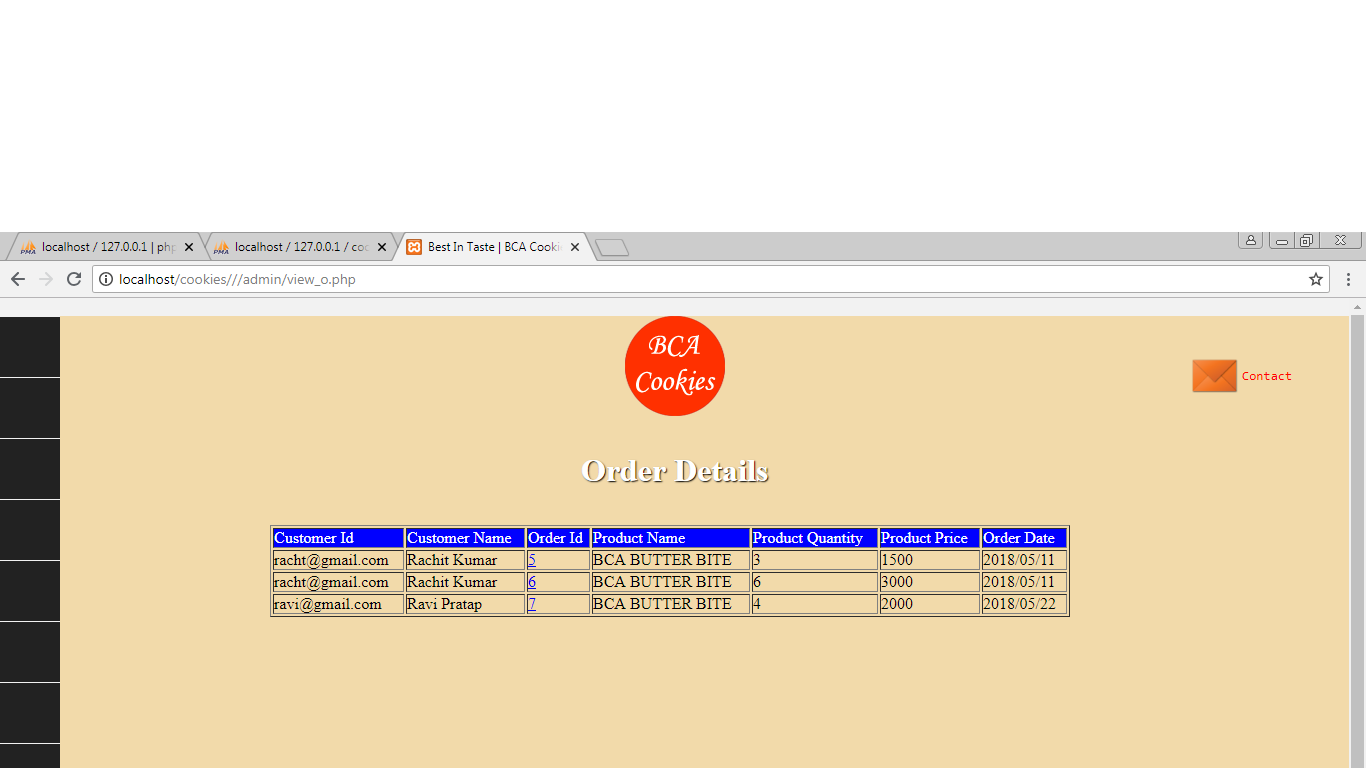 localhost / 127.0.0.1 | php localhost / 127.0.0.1 / coo Best In Taste | BCA Cooki
localhost/cookies///admin/view_o.php
BCA
Cookies
Contact
Order Details
Customer Id Customer Name Order Id Product Name Product Quantity Product Price Order Date
racht@gmail.com Rachit Kumar 5 BCA BUTTER BITE 3 1500 2018/05/11
racht@gmail.com Rachit Kumar 6 BCA BUTTER BITE 6 3000 2018/05/11
ravi@gmail.com Ravi Pratap 7 BCA BUTTER BITE 4 2000 2018/05/22